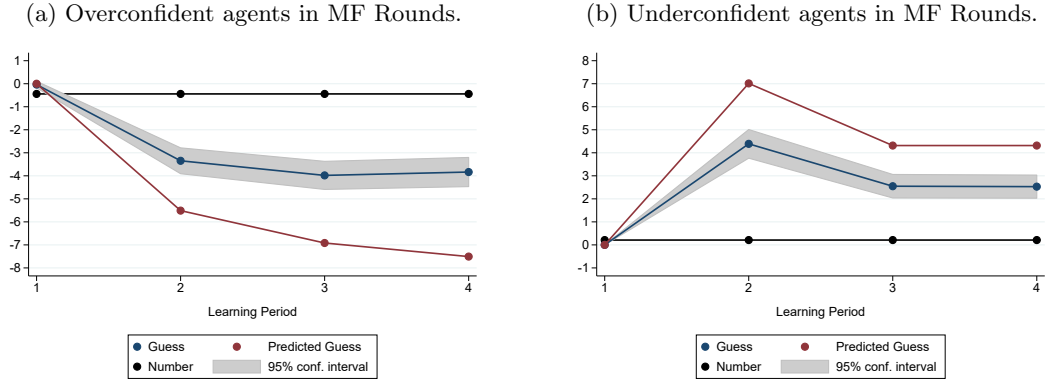 (a) Overconfident agents in MF Rounds.
1
0
-1
-2
-3
-4
-5
-6
-7
-8
1 2 3 4
Learning Period
Guess Predicted Guess
Number 95% conf. interval
(b) Underconfident agents in MF Rounds.
8
7
6
5
4
3
2
1
0
-1
1 2 3 4
Learning Period
Guess Predicted Guess
Number 95% conf. interval